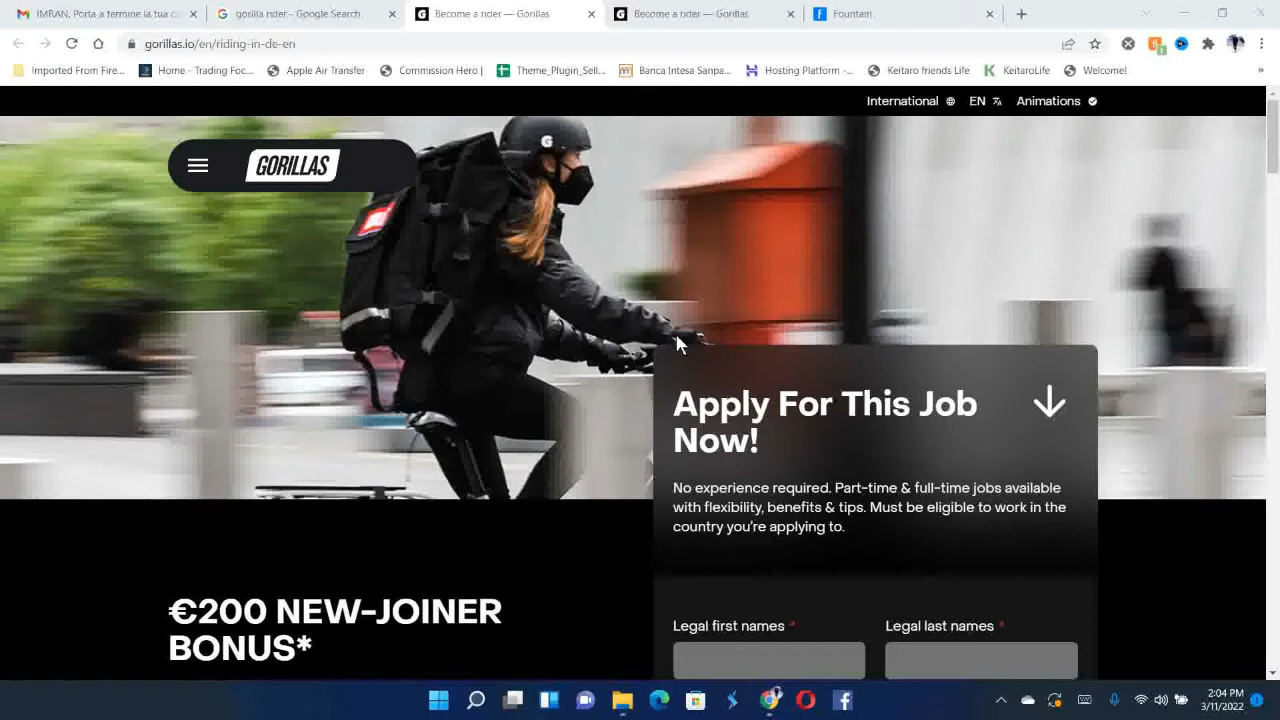 IMRAN, Porta a termine la tua c
gorilla rider - Google Search
Become a rider — Gorillas
Become a rider — Gorillas
Fountain
gorillas.io/en/riding-in-de-en
Imported From Fire...
Home - Trading Foc...
Apple Air Transfer
Commission Hero |
Theme_Plugin_Sell...
Banca Intesa Sanpa...
Hosting Platform -...
Keitaro friends Life
KeitaroLife
Welcome!
»
International
EN
Animations
GORILLAS
Apply For This Job
Now!
No experience required. Part-time & full-time jobs available
with flexibility, benefits & tips. Must be eligible to work in the
country you're applying to.
€200 NEW-JOINER
BONUS*
Legal first names *
Legal last names *
2:04 PM
3/11/2022